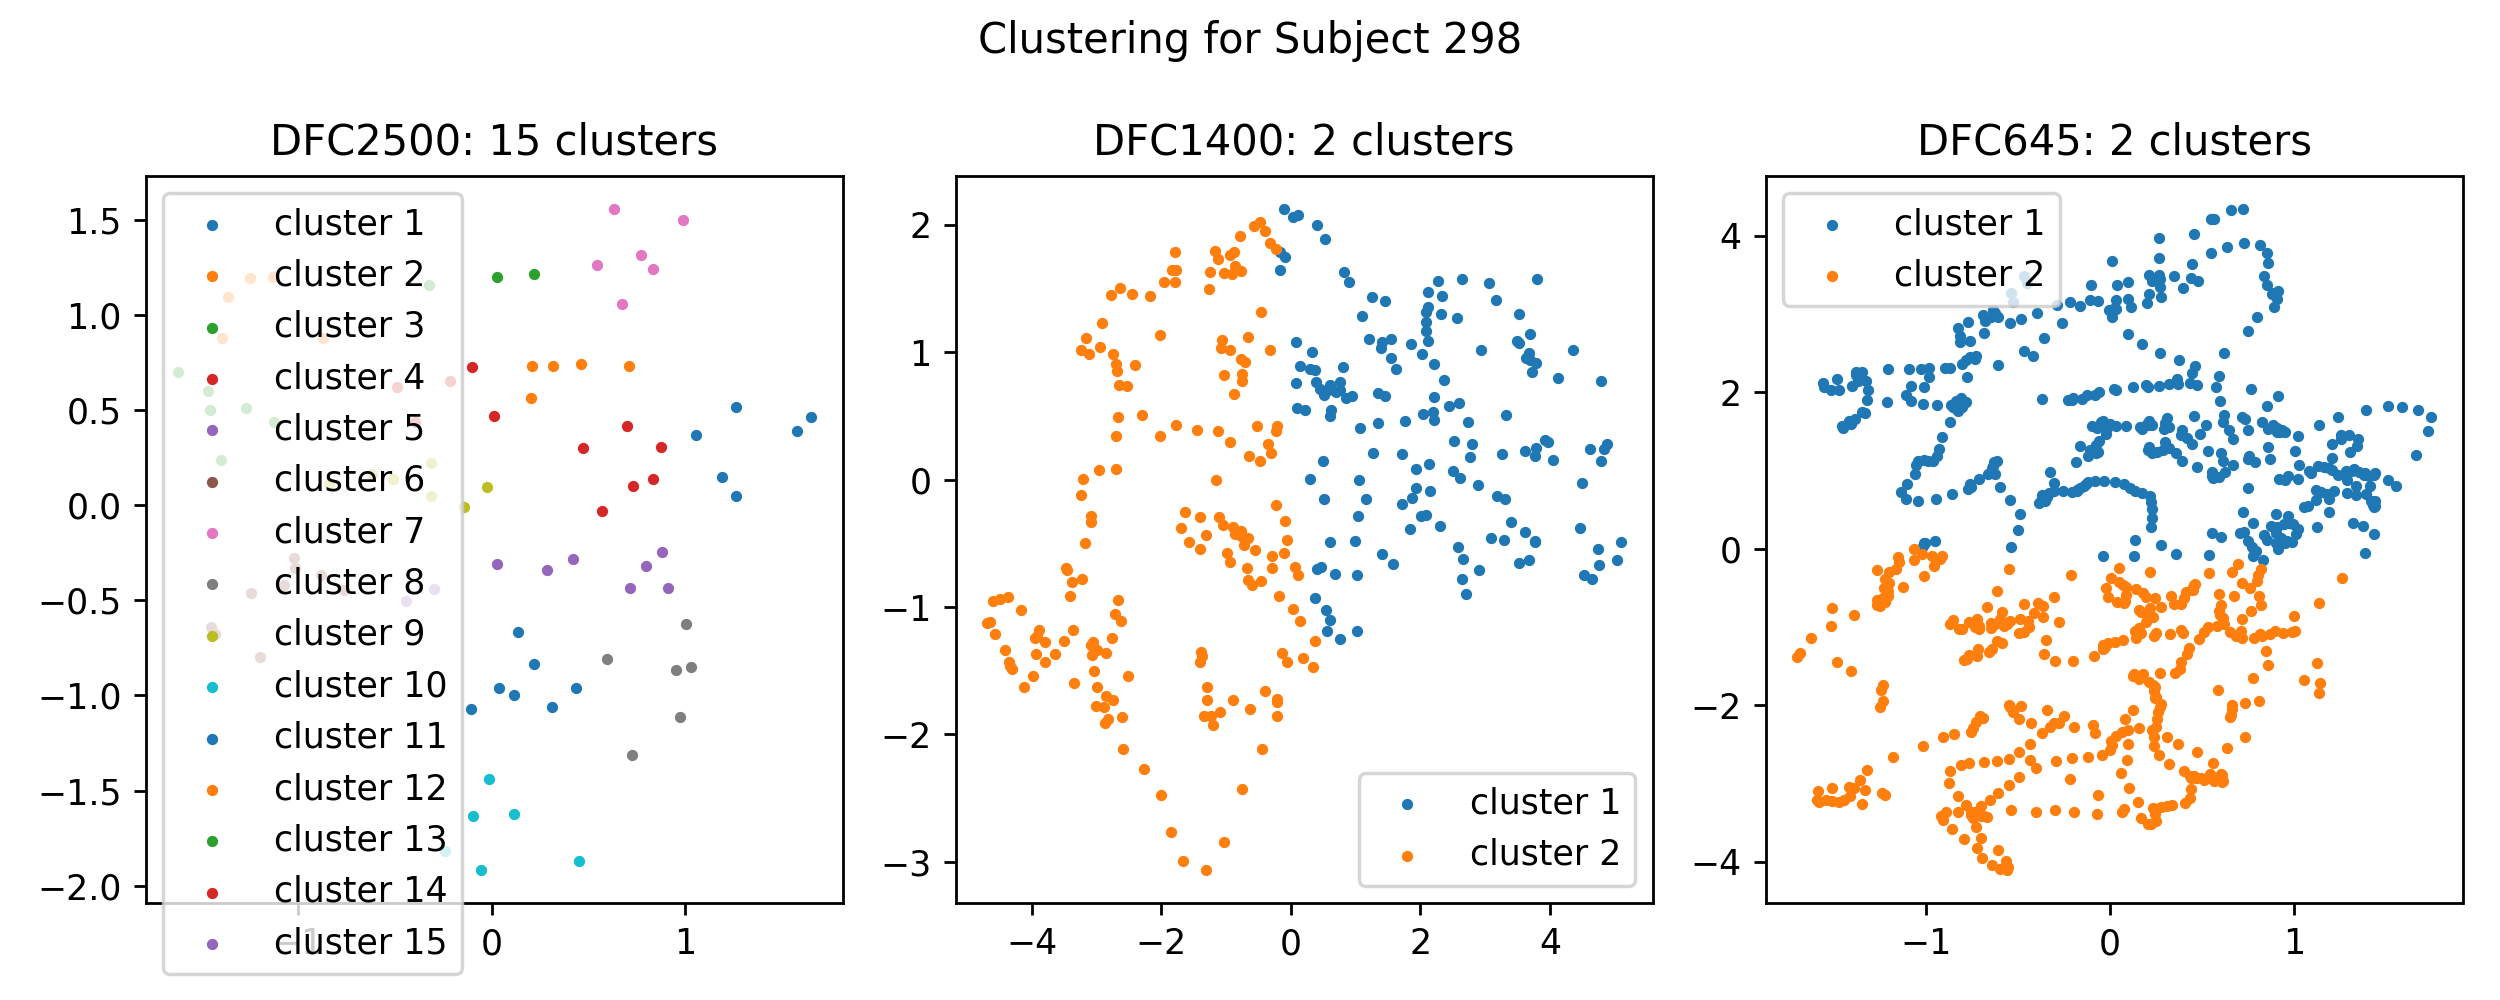 Clustering for Subject 298
DFC2500: 15 clusters
1.5
1.0
0.5
0.0
−0.5
−1.0
−1.5
−2.0
−1
0
1
cluster 1
cluster 2
cluster 3
cluster 4
cluster 5
cluster 6
cluster 7
cluster 8
cluster 9
cluster 10
cluster 11
cluster 12
cluster 13
cluster 14
cluster 15
DFC1400: 2 clusters
2
1
0
−1
−2
−3
−4
−2
0
2
4
cluster 1
cluster 2
DFC645: 2 clusters
4
2
0
−2
−4
−1
0
1
cluster 1
cluster 2